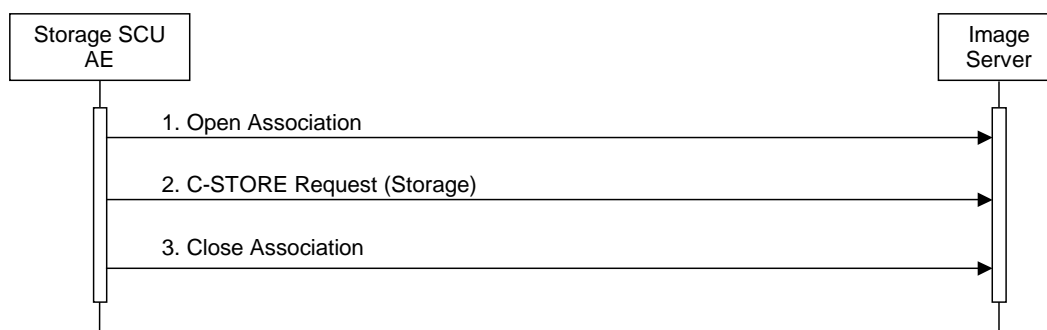 Storage SCU
AE
Image
Server
1. Open Association
2. C-STORE Request (Storage)
3. Close Association